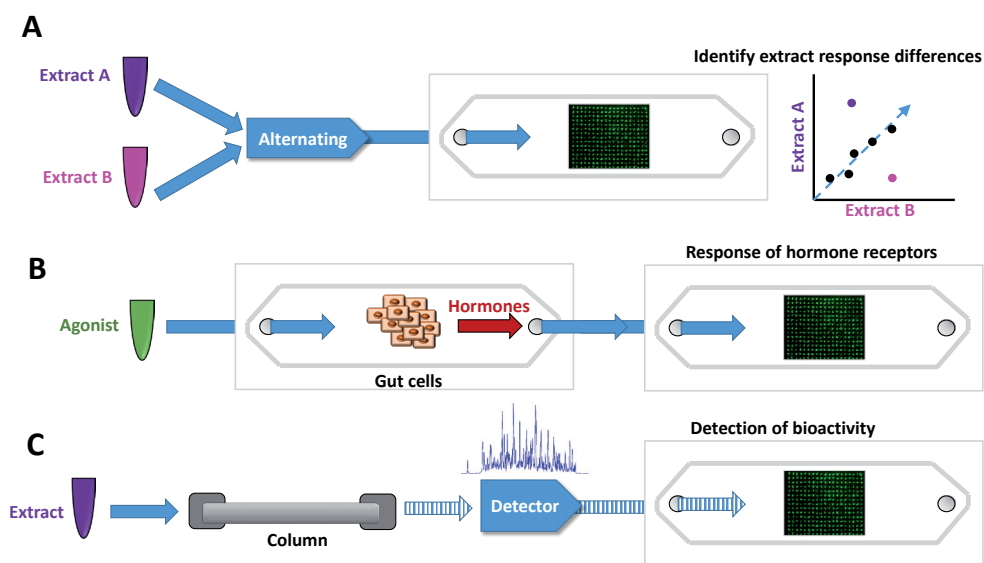 A
Extract A
Extract B
Alternating
Identify extract response differences
Extract A
Extract B
B
Agonist
Hormones
Gut cells
Response of hormone receptors
C
Extract
Column
Detector
Detection of bioactivity